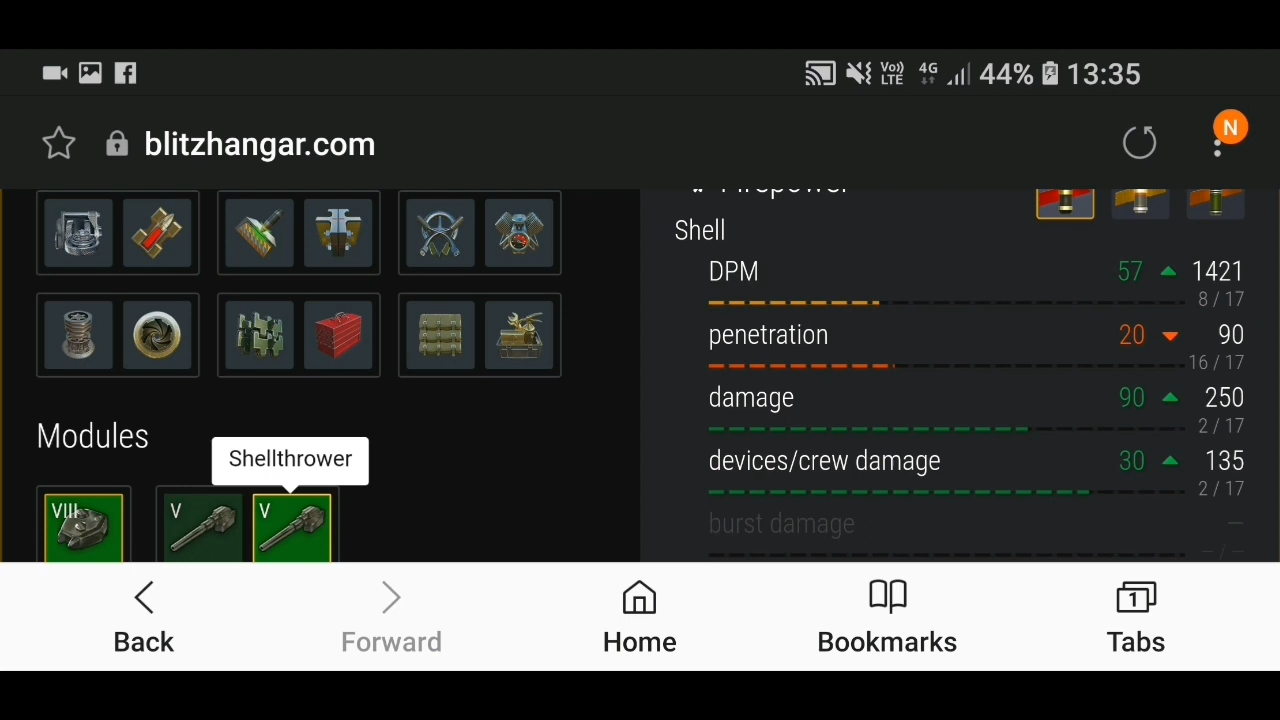 Vo)) LTE 4G 44% 13:35
blitzhangar.com N
Firepower
Shell
DPM 57 1421
8 / 17
penetration 20 90
16 / 17
damage 90 250
2 / 17
devices/crew damage 30 135
2 / 17
burst damage —
– / –
Modules
Shellthrower
VIII V V
Back Forward Home Bookmarks 1 Tabs